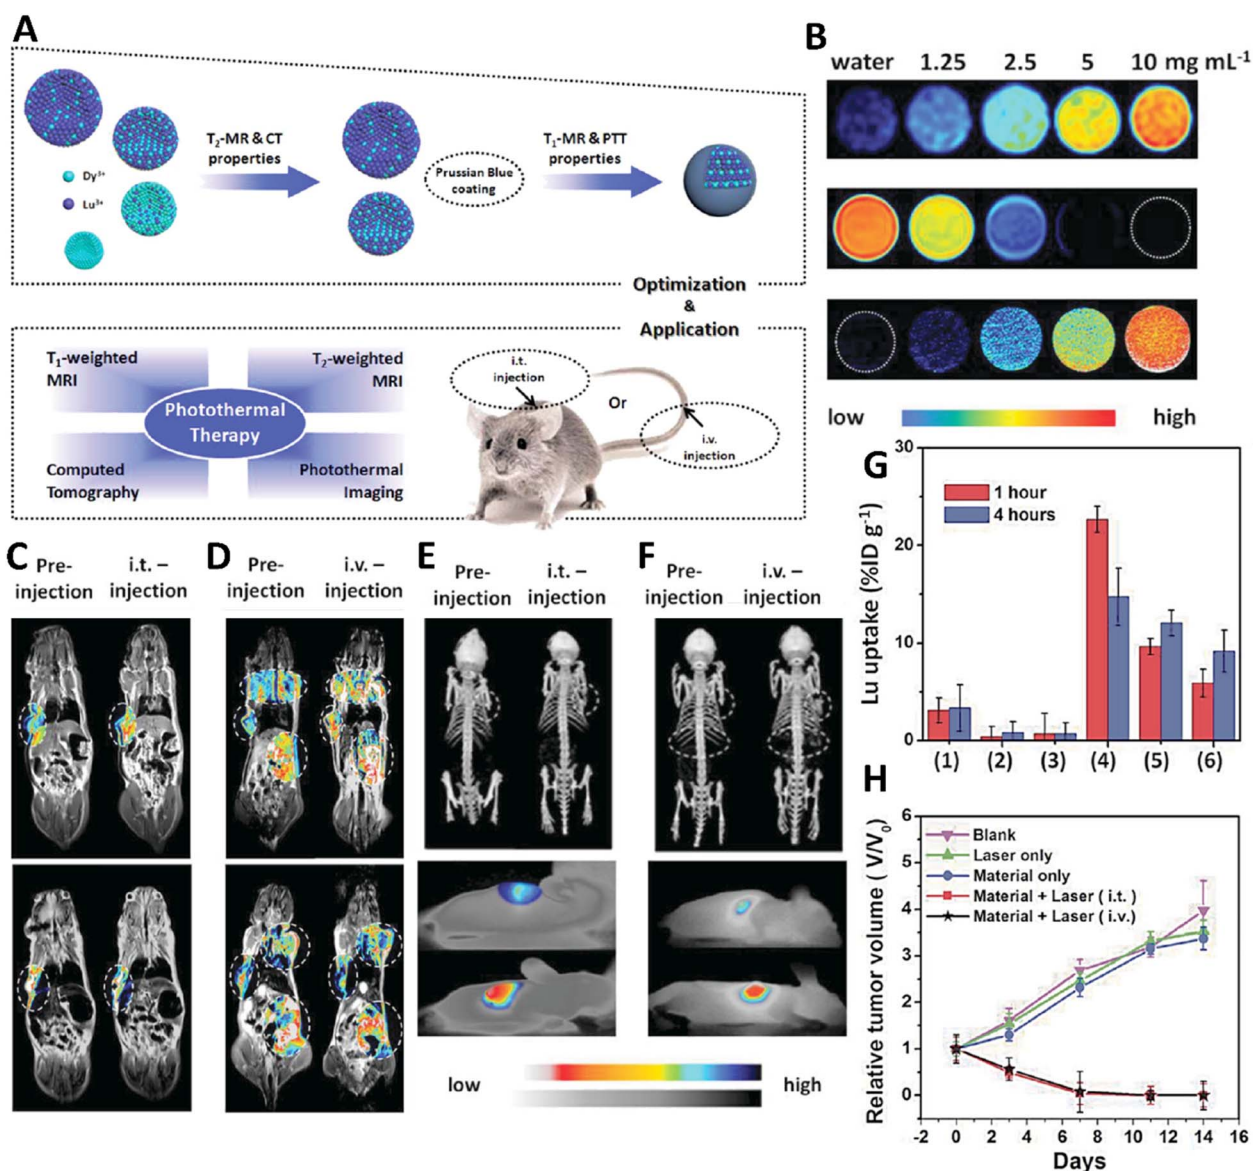 A
T₂-MR & CT
properties
T₁-MR & PTT
properties
Prussian Blue
coating
Dy³⁺
Lu³⁺
Optimization
&
Application
T₁-weighted
MRI
T₂-weighted
MRI
Photothermal
Therapy
Computed
Tomography
Photothermal
Imaging
i.t.
injection
Or
i.v.
injection
B
water 1.25 2.5 5 10 mg mL⁻¹
low high
C
Pre-
injection
i.t. –
injection
D
Pre-
injection
i.v. –
injection
E
Pre-
injection
i.t. –
injection
F
Pre-
injection
i.v. –
injection
low high
G
Lu uptake (%ID g⁻¹)
30
20
10
0
1 hour
4 hours
(1) (2) (3) (4) (5) (6)
H
Relative tumor volume ( V/V₀)
6
5
4
3
2
1
0
Blank
Laser only
Material only
Material + Laser ( i.t. )
Material + Laser ( i.v.)
-2 0 2 4 6 8 10 12 14 16
Days